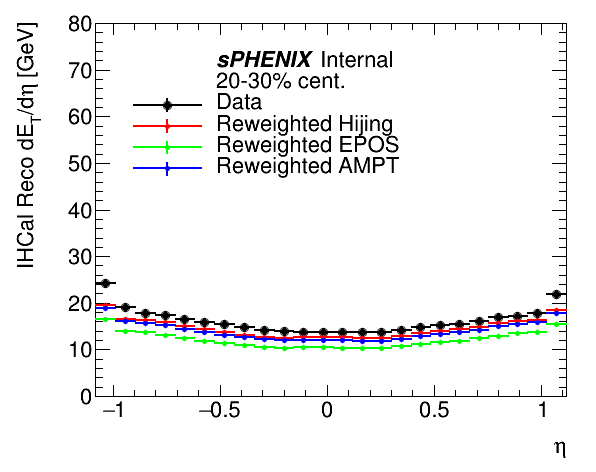 IHCal Reco dE_T/dη [GeV]
80
70
60
50
40
30
20
10
0
sPHENIX Internal
20-30% cent.
Data
Reweighted Hijing
Reweighted EPOS
Reweighted AMPT
−1 −0.5 0 0.5 1
η